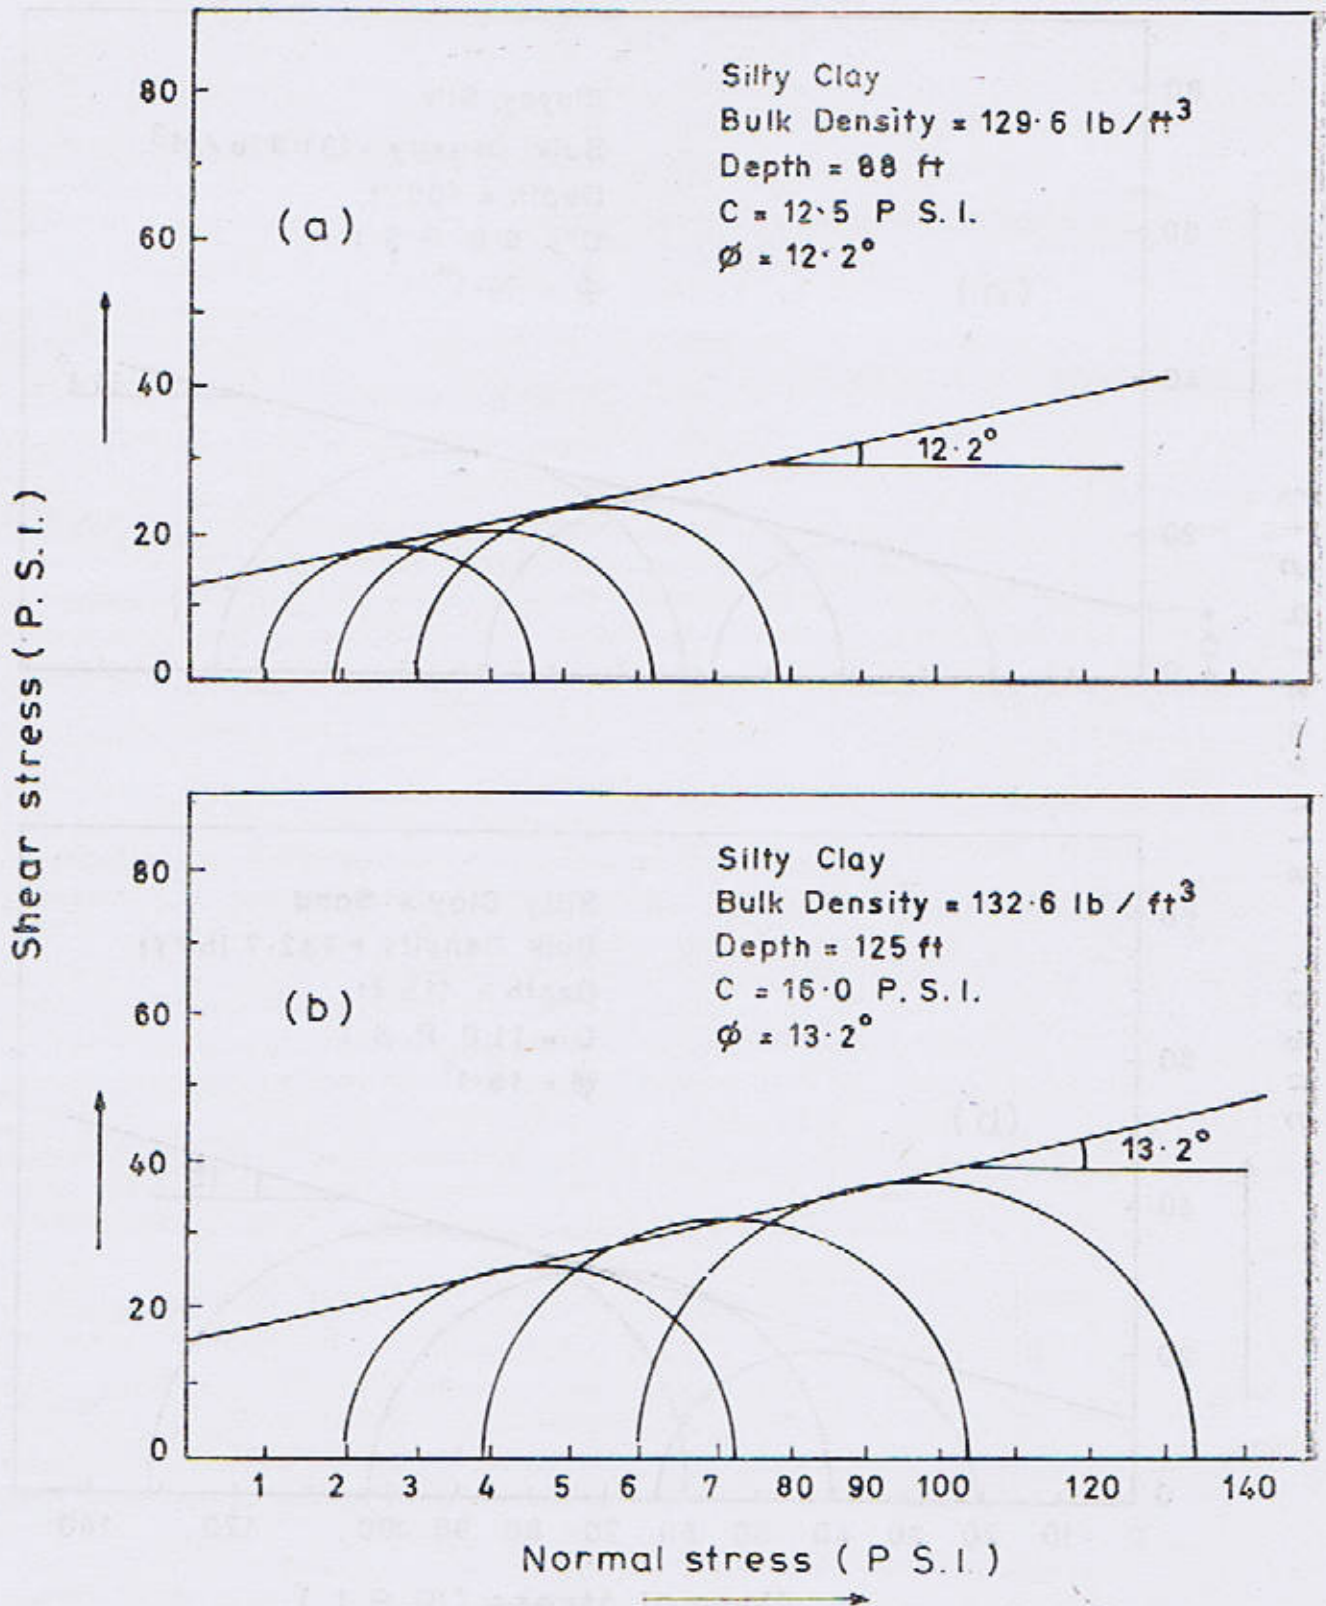 80
60
40
20
0
(a)
Silty Clay
Bulk Density = 129·6 lb/ft³
Depth = 88 ft
C = 12·5 P S. I.
Ø = 12·2°
12·2°
Shear stress (P. S. I.)
80
60
40
20
0
(b)
Silty Clay
Bulk Density = 132·6 lb/ft³
Depth = 125 ft
C = 16·0 P. S. I.
Ø = 13·2°
13·2°
1 2 3 4 5 6 7 80 90 100 120 140
Normal stress ( P S.I.)